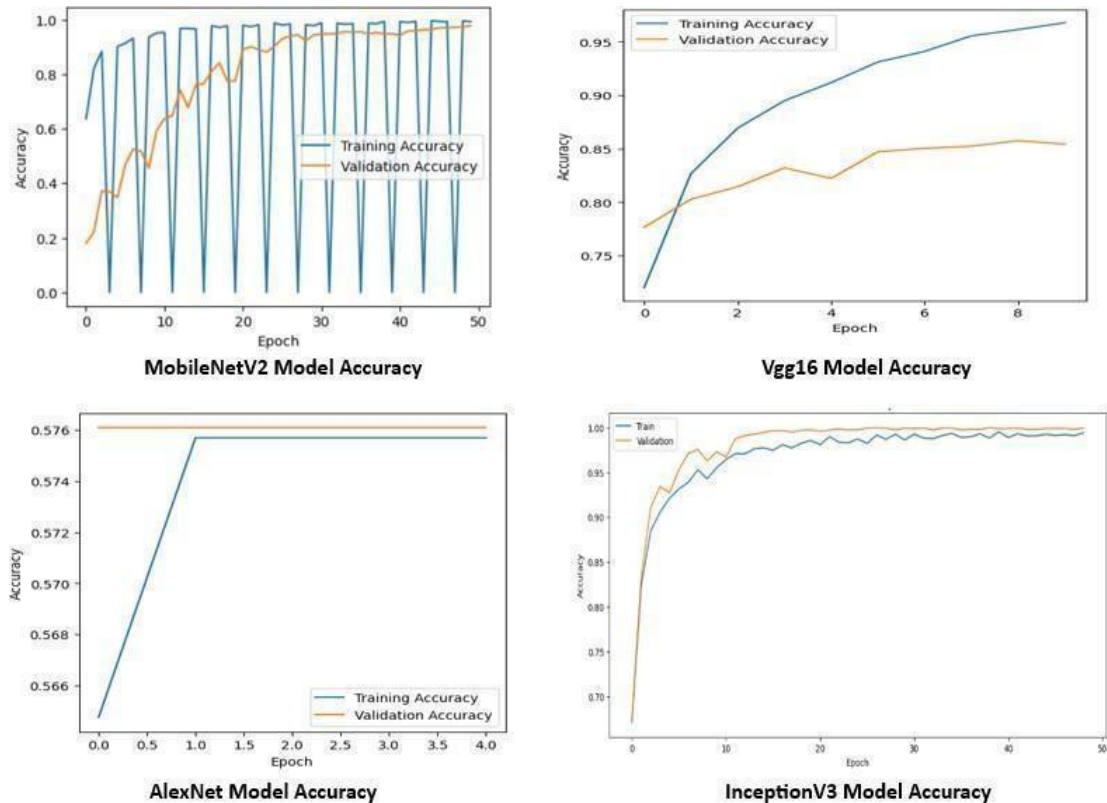 1.0
0.8
0.6
0.4
0.2
0.0
Accuracy
Training Accuracy
Validation Accuracy
0 10 20 30 40 50
Epoch
MobileNetV2 Model Accuracy
Training Accuracy
Validation Accuracy
0.95
0.90
0.85
0.80
0.75
Accuracy
0 2 4 6 8
Epoch
Vgg16 Model Accuracy
0.576
0.574
0.572
0.570
0.568
0.566
Accuracy
Training Accuracy
Validation Accuracy
0.0 0.5 1.0 1.5 2.0 2.5 3.0 3.5 4.0
Epoch
AlexNet Model Accuracy
Train
Validation
1.00
0.95
0.90
0.85
0.80
0.75
0.70
Accuracy
0 10 20 30 40 50
Epoch
InceptionV3 Model Accuracy